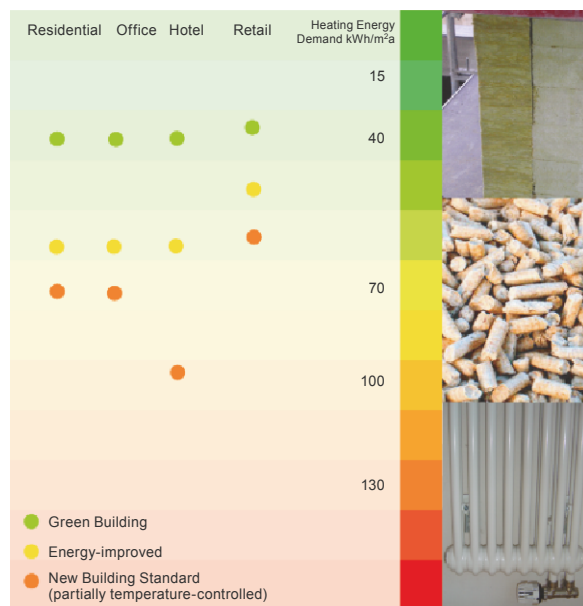 Residential Office Hotel Retail Heating Energy
Demand kWh/m²a
15
40
70
100
130
Green Building
Energy-improved
New Building Standard
(partially temperature-controlled)